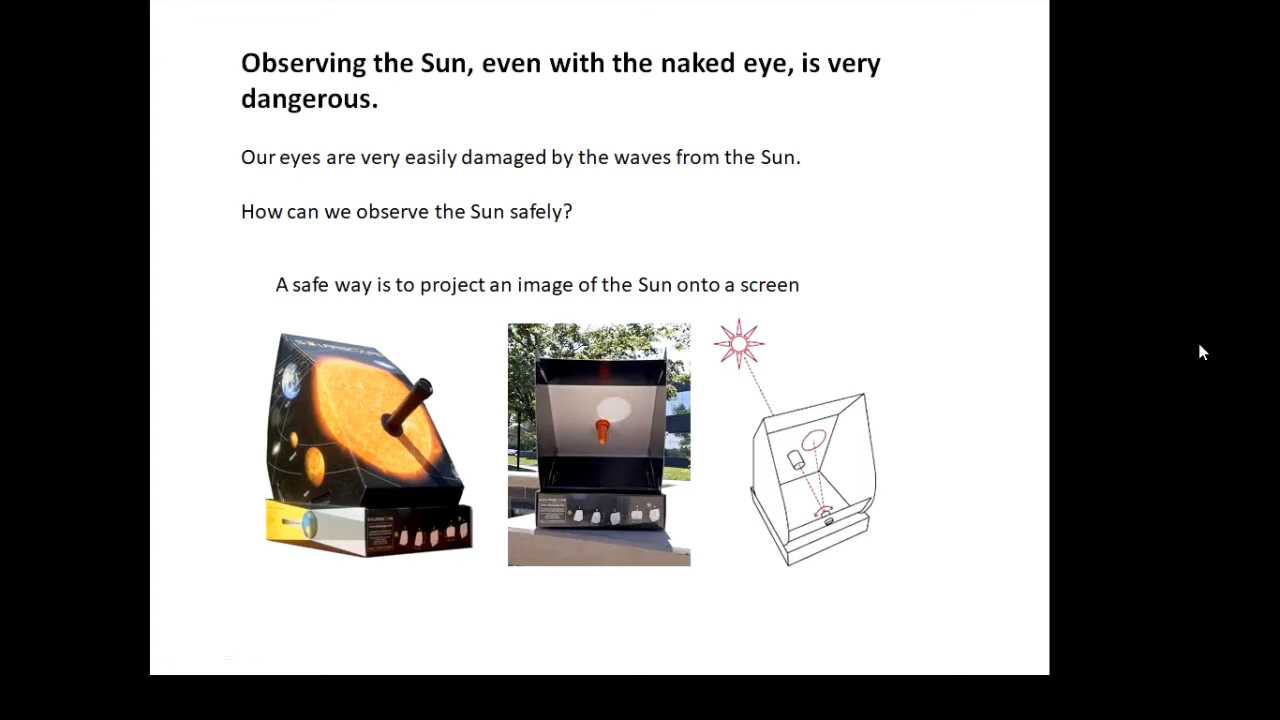 Observing the Sun, even with the naked eye, is very
dangerous.
Our eyes are very easily damaged by the waves from the Sun.
How can we observe the Sun safely?
A safe way is to project an image of the Sun onto a screen